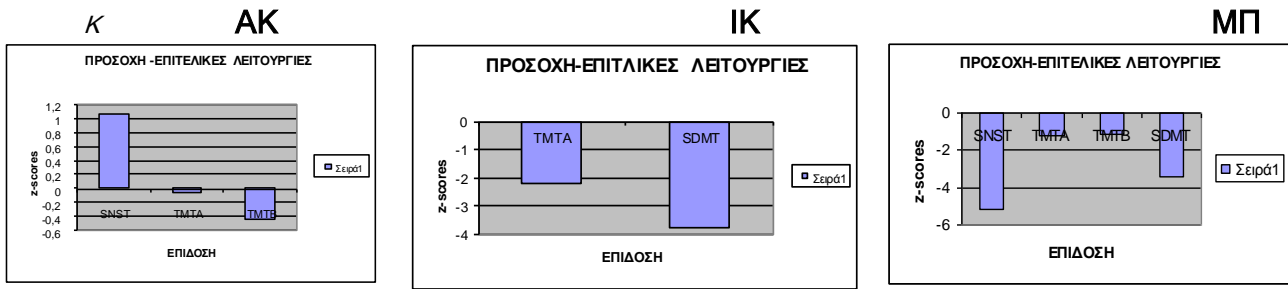 Κ ΑΚ ΙΚ ΜΠ
ΠΡΟΣΟΧΗ -ΕΠΙΤΕΛΙΚΕΣ ΛΕΙΤΟΥΡΓΙΕΣ
1,2
1
0,8
0,6
0,4
0,2
0
-0,2
-0,4
-0,6
z-scores
SNST TMTA TMTB
ΕΠΙΔΟΣΗ
Σειρά1
ΠΡΟΣΟΧΗ-ΕΠΙΤΛΙΚΕΣ ΛΕΙΤΟΥΡΓΙΕΣ
0
-1
-2
-3
-4
z-scores
TMTA SDMT
ΕΠΙΔΟΣΗ
Σειρά1
ΠΡΟΣΟΧΗ-ΕΠΙΤΕΛΙΚΕΣ ΛΕΙΤΟΥΡΓΙΕΣ
0
-2
-4
-6
z-scores
SNST TMTA TMTB SDMT
ΕΠΙΔΟΣΗ
Σειρά1